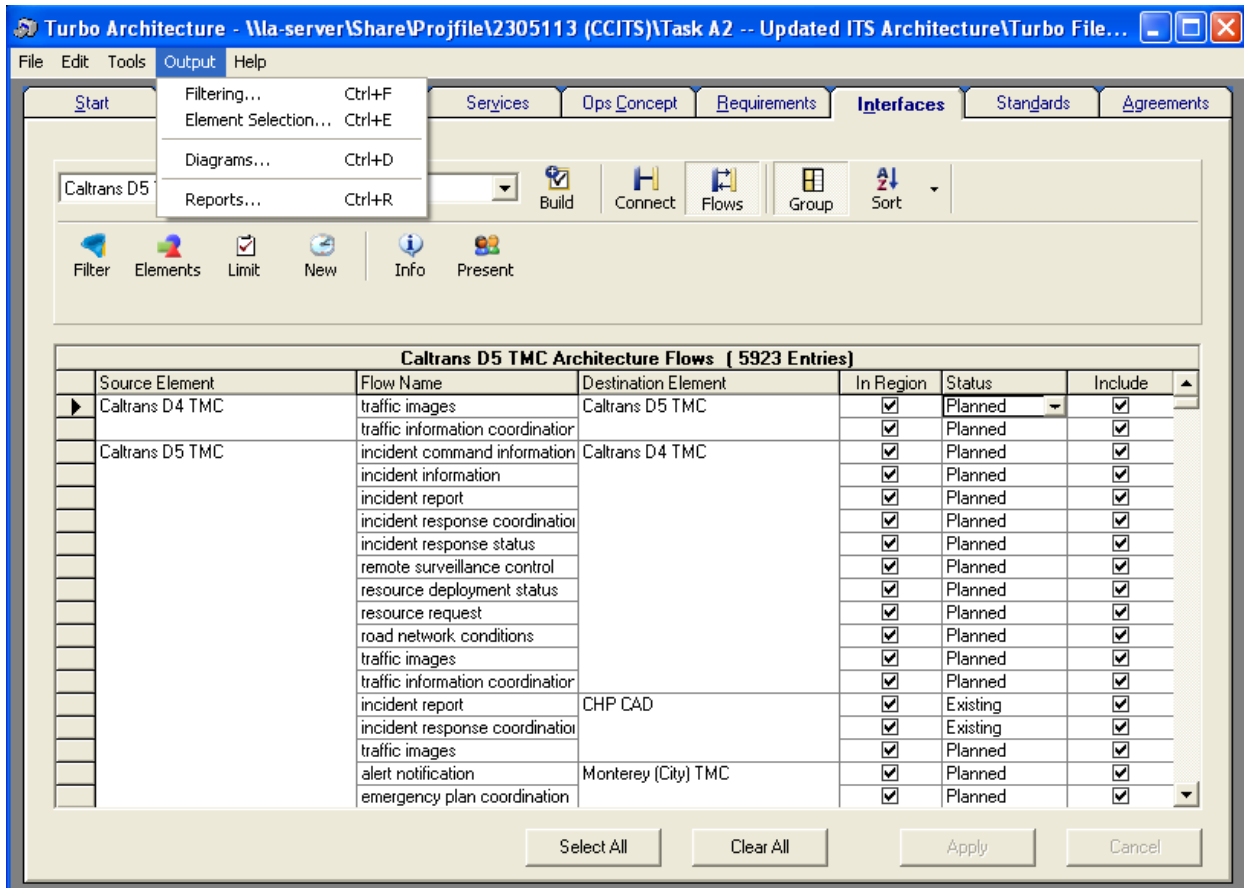 Turbo Architecture - \\la-server\Share\Projfile\2305113 (CCITS)\Task A2 -- Updated ITS Architecture\Turbo File...
File Edit Tools Output Help
Filtering... Ctrl+F
Element Selection... Ctrl+E
Diagrams... Ctrl+D
Reports... Ctrl+R
Start Services Ops Concept Requirements Interfaces Standards Agreements
Caltrans D5
Build Connect Flows Group Sort
Filter Elements Limit New Info Present
Caltrans D5 TMC Architecture Flows ( 5923 Entries)
Source Element Flow Name Destination Element In Region Status Include
Caltrans D4 TMC traffic images Caltrans D5 TMC Planned
traffic information coordination Planned
Caltrans D5 TMC incident command information Caltrans D4 TMC Planned
incident information Planned
incident report Planned
incident response coordination Planned
incident response status Planned
remote surveillance control Planned
resource deployment status Planned
resource request Planned
road network conditions Planned
traffic images Planned
traffic information coordination Planned
incident report CHP CAD Existing
incident response coordination Existing
traffic images Planned
alert notification Monterey (City) TMC Planned
emergency plan coordination Planned
Select All Clear All Apply Cancel